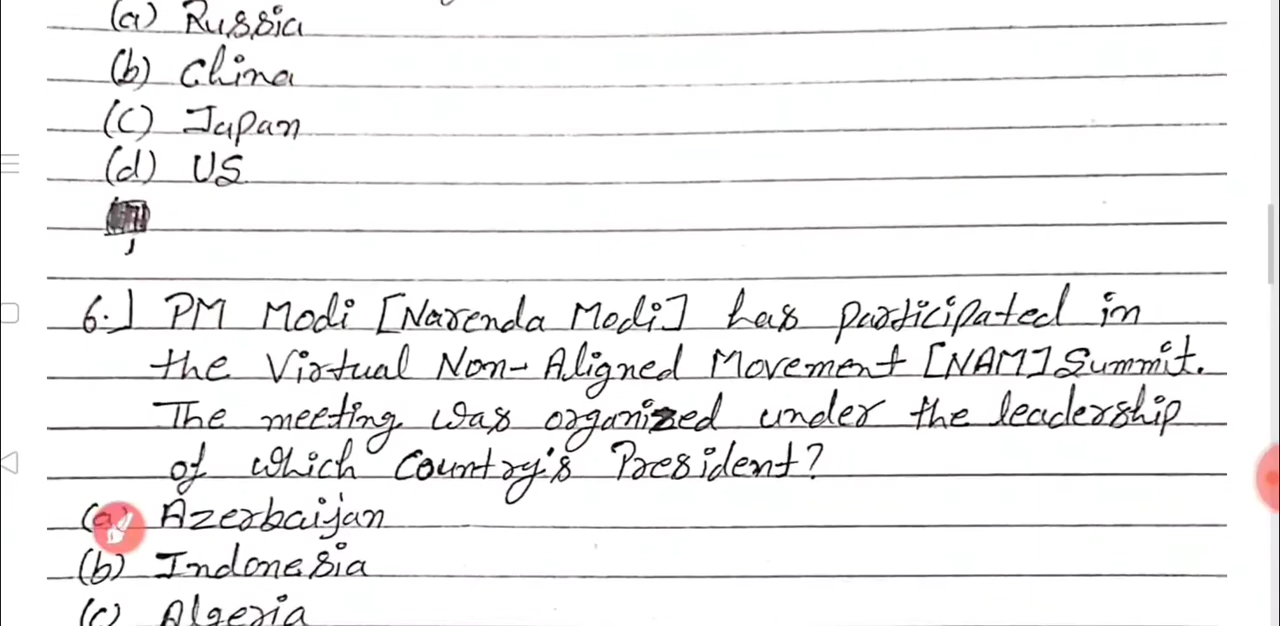 (a) Russia
(b) China
(c) Japan
(d) US
6.] PM Modi [Narenda Modi] has participated in
the Virtual Non-Aligned Movement [NAM] Summit.
The meeting was organized under the leadership
of which Country's President?
(a) Azerbaijan
(b) Indonesia
(c) Algeria